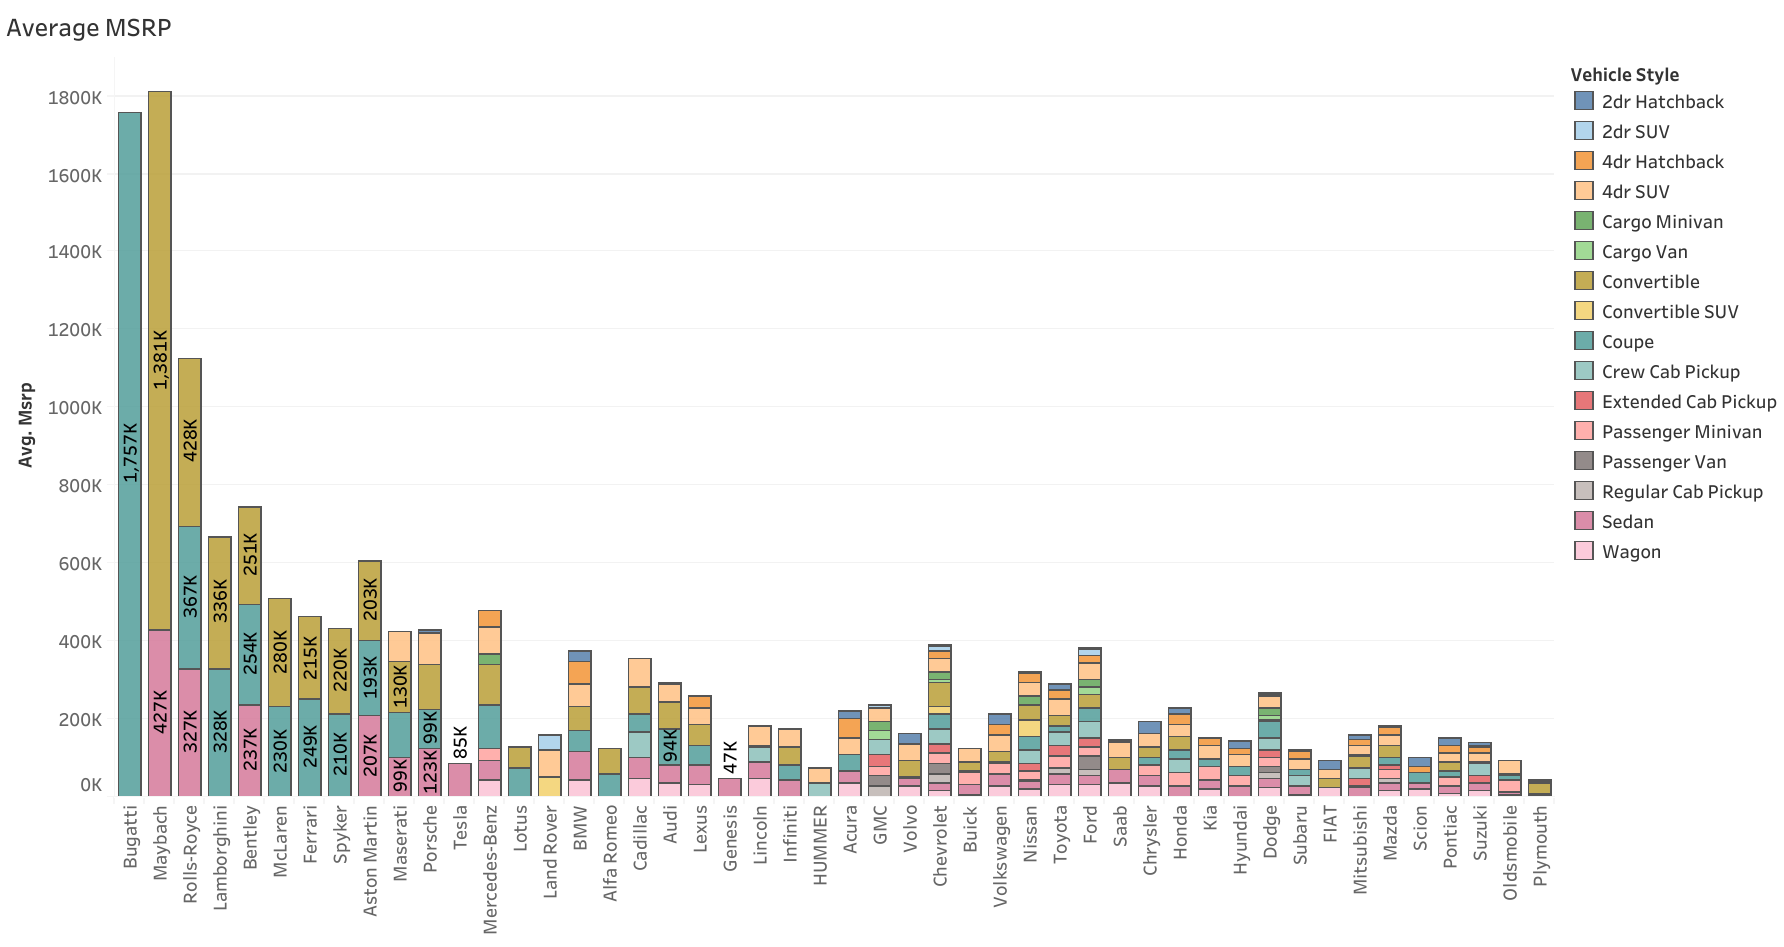 Average MSRP
Avg. Msrp
1800K
1600K
1400K
1200K
1000K
800K
600K
400K
200K
0K
1,757K
1,381K
427K
428K
367K
327K
336K
328K
251K
254K
237K
280K
230K
215K
249K
220K
210K
203K
193K
207K
130K
99K
99K
123K
85K
94K
47K
Bugatti
Maybach
Rolls-Royce
Lamborghini
Bentley
McLaren
Ferrari
Spyker
Aston Martin
Maserati
Porsche
Tesla
Mercedes-Benz
Lotus
Land Rover
BMW
Alfa Romeo
Cadillac
Audi
Lexus
Genesis
Lincoln
Infiniti
HUMMER
Acura
GMC
Volvo
Chevrolet
Buick
Volkswagen
Nissan
Toyota
Ford
Saab
Chrysler
Honda
Kia
Hyundai
Dodge
Subaru
FIAT
Mitsubishi
Mazda
Scion
Pontiac
Suzuki
Oldsmobile
Plymouth
Vehicle Style
2dr Hatchback
2dr SUV
4dr Hatchback
4dr SUV
Cargo Minivan
Cargo Van
Convertible
Convertible SUV
Coupe
Crew Cab Pickup
Extended Cab Pickup
Passenger Minivan
Passenger Van
Regular Cab Pickup
Sedan
Wagon